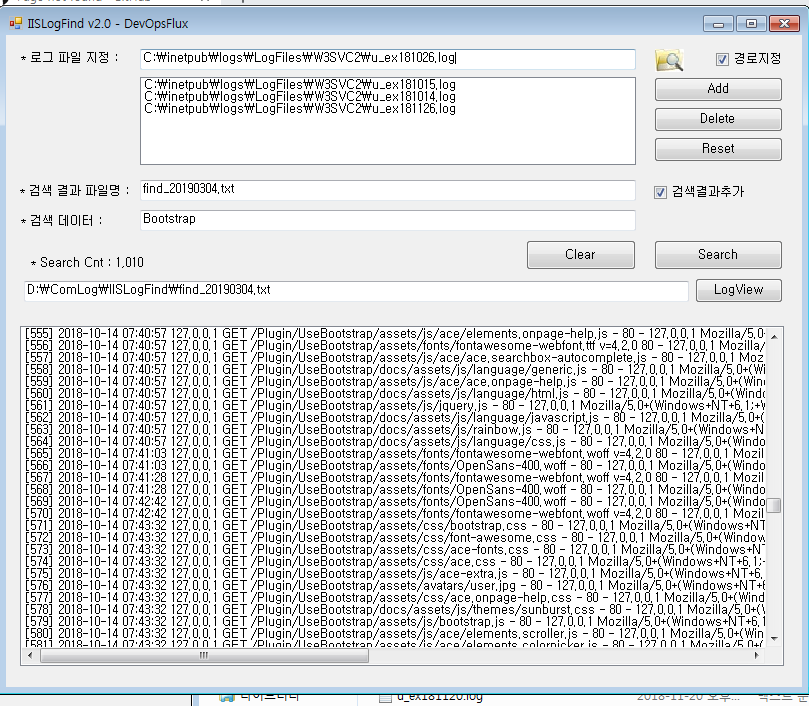 IISLogFind v2.0 - DevOpsFlux
* 로그 파일 지정 : C:₩inetpub₩logs₩LogFiles₩W3SVC2₩u_ex181026.log 경로지정
C:₩inetpub₩logs₩LogFiles₩W3SVC2₩u_ex181015.log
C:₩inetpub₩logs₩LogFiles₩W3SVC2₩u_ex181014.log
C:₩inetpub₩logs₩LogFiles₩W3SVC2₩u_ex181126.log
Add
Delete
Reset
* 검색 결과 파일명 : find_20190304.txt 검색결과추가
* 검색 데이터 : Bootstrap
* Search Cnt : 1,010 Clear Search
D:₩ComLog₩IISLogFind₩find_20190304.txt LogView
[555] 2018-10-14 07:40:57 127.0.0.1 GET /Plugin/UseBootstrap/assets/js/ace/elements.onpage-help.js - 80 - 127.0.0.1 Mozilla/5.0
[556] 2018-10-14 07:40:57 127.0.0.1 GET /Plugin/UseBootstrap/assets/fonts/fontawesome-webfont.ttf v=4.2.0 80 - 127.0.0.1 Mozilla/
[557] 2018-10-14 07:40:57 127.0.0.1 GET /Plugin/UseBootstrap/assets/js/ace/ace.searchbox-autocomplete.js - 80 - 127.0.0.1 Moz
[558] 2018-10-14 07:40:57 127.0.0.1 GET /Plugin/UseBootstrap/docs/assets/js/language/generic.js - 80 - 127.0.0.1 Mozilla/5.0+(Wi
[559] 2018-10-14 07:40:57 127.0.0.1 GET /Plugin/UseBootstrap/assets/js/ace/ace.onpage-help.js - 80 - 127.0.0.1 Mozilla/5.0+(Win
[560] 2018-10-14 07:40:57 127.0.0.1 GET /Plugin/UseBootstrap/docs/assets/js/language/html.js - 80 - 127.0.0.1 Mozilla/5.0+(Wind
[561] 2018-10-14 07:40:57 127.0.0.1 GET /Plugin/UseBootstrap/assets/js/jquery.js - 80 - 127.0.0.1 Mozilla/5.0+(Windows+NT+6.1;+
[562] 2018-10-14 07:40:57 127.0.0.1 GET /Plugin/UseBootstrap/docs/assets/js/language/javascript.js - 80 - 127.0.0.1 Mozilla/5.0+(
[563] 2018-10-14 07:40:57 127.0.0.1 GET /Plugin/UseBootstrap/docs/assets/js/rainbow.js - 80 - 127.0.0.1 Mozilla/5.0+(Windows+N
[564] 2018-10-14 07:40:57 127.0.0.1 GET /Plugin/UseBootstrap/docs/assets/js/language/css.js - 80 - 127.0.0.1 Mozilla/5.0+(Windo
[565] 2018-10-14 07:41:03 127.0.0.1 GET /Plugin/UseBootstrap/assets/fonts/fontawesome-webfont.woff v=4.2.0 80 - 127.0.0.1 Mozil
[566] 2018-10-14 07:41:03 127.0.0.1 GET /Plugin/UseBootstrap/assets/fonts/OpenSans-400.woff - 80 - 127.0.0.1 Mozilla/5.0+(Windo
[567] 2018-10-14 07:41:28 127.0.0.1 GET /Plugin/UseBootstrap/assets/fonts/fontawesome-webfont.woff v=4.2.0 80 - 127.0.0.1 Mozil
[568] 2018-10-14 07:41:28 127.0.0.1 GET /Plugin/UseBootstrap/assets/fonts/OpenSans-400.woff - 80 - 127.0.0.1 Mozilla/5.0+(Windo
[569] 2018-10-14 07:42:42 127.0.0.1 GET /Plugin/UseBootstrap/assets/fonts/OpenSans-400.woff - 80 - 127.0.0.1 Mozilla/5.0+(Windo
[570] 2018-10-14 07:42:42 127.0.0.1 GET /Plugin/UseBootstrap/assets/fonts/fontawesome-webfont.woff v=4.2.0 80 - 127.0.0.1 Mozil
[571] 2018-10-14 07:43:32 127.0.0.1 GET /Plugin/UseBootstrap/assets/css/bootstrap.css - 80 - 127.0.0.1 Mozilla/5.0+(Windows+NT
[572] 2018-10-14 07:43:32 127.0.0.1 GET /Plugin/UseBootstrap/assets/css/font-awesome.css - 80 - 127.0.0.1 Mozilla/5.0+(Window
[573] 2018-10-14 07:43:32 127.0.0.1 GET /Plugin/UseBootstrap/assets/css/ace-fonts.css - 80 - 127.0.0.1 Mozilla/5.0+(Windows+NT
[574] 2018-10-14 07:43:32 127.0.0.1 GET /Plugin/UseBootstrap/assets/css/ace.css - 80 - 127.0.0.1 Mozilla/5.0+(Windows+NT+6.1;
[575] 2018-10-14 07:43:32 127.0.0.1 GET /Plugin/UseBootstrap/assets/js/ace-extra.js - 80 - 127.0.0.1 Mozilla/5.0+(Windows+NT+6.
[576] 2018-10-14 07:43:32 127.0.0.1 GET /Plugin/UseBootstrap/assets/avatars/user.jpg - 80 - 127.0.0.1 Mozilla/5.0+(Windows+NT+6
[577] 2018-10-14 07:43:32 127.0.0.1 GET /Plugin/UseBootstrap/assets/css/ace.onpage-help.css - 80 - 127.0.0.1 Mozilla/5.0+(Wind
[578] 2018-10-14 07:43:32 127.0.0.1 GET /Plugin/UseBootstrap/docs/assets/js/themes/sunburst.css - 80 - 127.0.0.1 Mozilla/5.0+(
[579] 2018-10-14 07:43:32 127.0.0.1 GET /Plugin/UseBootstrap/assets/js/bootstrap.js - 80 - 127.0.0.1 Mozilla/5.0+(Windows+NT+6.1
[580] 2018-10-14 07:43:32 127.0.0.1 GET /Plugin/UseBootstrap/assets/js/ace/elements.scroller.js - 80 - 127.0.0.1 Mozilla/5.0+(Win
[581] 2018-10-14 07:43:32 127.0.0.1 GET /Plugin/UseBootstrap/assets/js/ace/elements.colorpicker.js - 80 - 127.0.0.1 Mozilla/5.0+(
u_ex181120.log